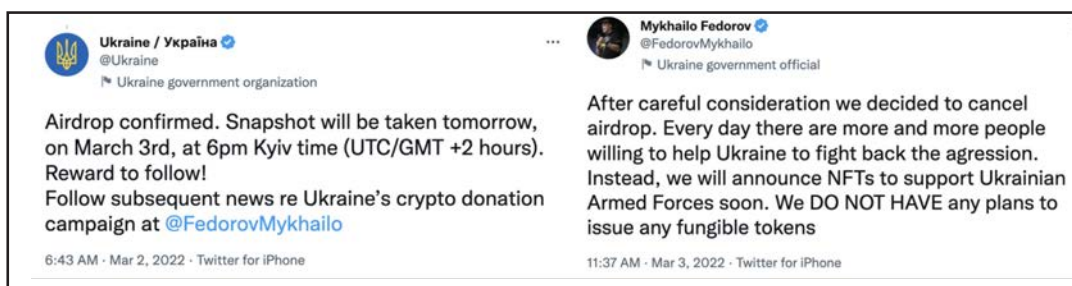 Ukraine / Україна
@Ukraine
Ukraine government organization
Airdrop confirmed. Snapshot will be taken tomorrow,
on March 3rd, at 6pm Kyiv time (UTC/GMT +2 hours).
Reward to follow!
Follow subsequent news re Ukraine's crypto donation
campaign at @FedorovMykhailo
6:43 AM · Mar 2, 2022 · Twitter for iPhone
Mykhailo Fedorov
@FedorovMykhailo
Ukraine government official
After careful consideration we decided to cancel
airdrop. Every day there are more and more people
willing to help Ukraine to fight back the agression.
Instead, we will announce NFTs to support Ukrainian
Armed Forces soon. We DO NOT HAVE any plans to
issue any fungible tokens
11:37 AM · Mar 3, 2022 · Twitter for iPhone